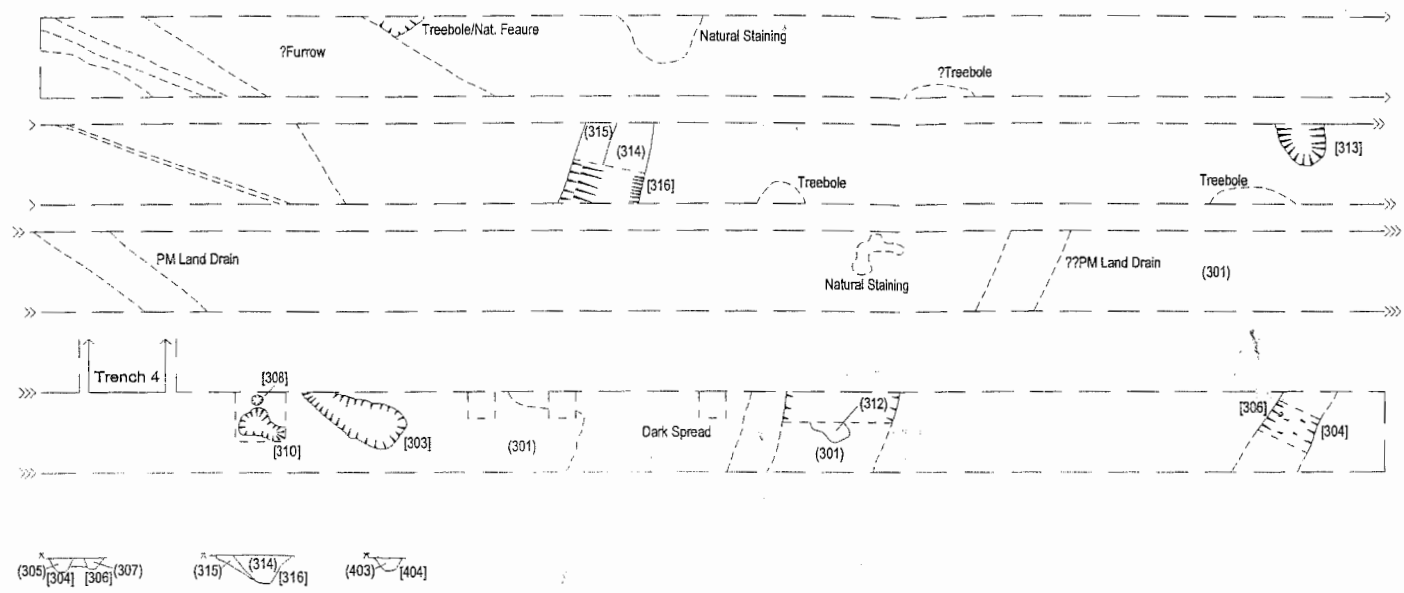 Treebole/Nat. Feaure
?Furrow
Natural Staining
?Treebole
(315)
(314)
[316]
Treebole
Treebole
[313]
PM Land Drain
Natural Staining
??PM Land Drain
(301)
Trench 4
[308]
[310]
[303]
(301)
Dark Spread
(312)
(301)
[306]
[304]
(305) [304] [306] (307)
(315) (314) [316]
(403) [404]